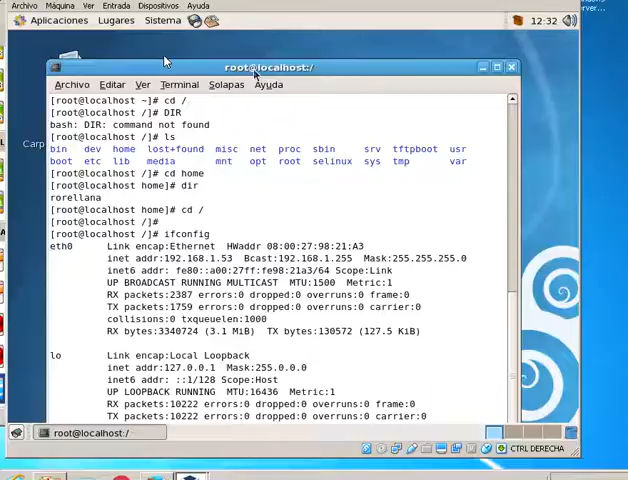 Archivo Máquina Ver Entrada Dispositivos Ayuda
Aplicaciones Lugares Sistema 12:32
erver...
Carp
root@localhost:/
Archivo Editar Ver Terminal Solapas Ayuda
[root@localhost ~]# cd /
[root@localhost /]# DIR
bash: DIR: command not found
[root@localhost /]# ls
bin dev home lost+found misc net proc sbin srv tftpboot usr
boot etc lib media mnt opt root selinux sys tmp var
[root@localhost /]# cd home
[root@localhost home]# dir
rorellana
[root@localhost home]# cd /
[root@localhost /]#
[root@localhost /]# ifconfig
eth0 Link encap:Ethernet HWaddr 08:00:27:98:21:A3
inet addr:192.168.1.53 Bcast:192.168.1.255 Mask:255.255.255.0
inet6 addr: fe80::a00:27ff:fe98:21a3/64 Scope:Link
UP BROADCAST RUNNING MULTICAST MTU:1500 Metric:1
RX packets:2387 errors:0 dropped:0 overruns:0 frame:0
TX packets:1759 errors:0 dropped:0 overruns:0 carrier:0
collisions:0 txqueuelen:1000
RX bytes:3340724 (3.1 MiB) TX bytes:130572 (127.5 KiB)
lo Link encap:Local Loopback
inet addr:127.0.0.1 Mask:255.0.0.0
inet6 addr: ::1/128 Scope:Host
UP LOOPBACK RUNNING MTU:16436 Metric:1
RX packets:10222 errors:0 dropped:0 overruns:0 frame:0
TX packets:10222 errors:0 dropped:0 overruns:0 carrier:0
root@localhost:/
CTRL DERECHA